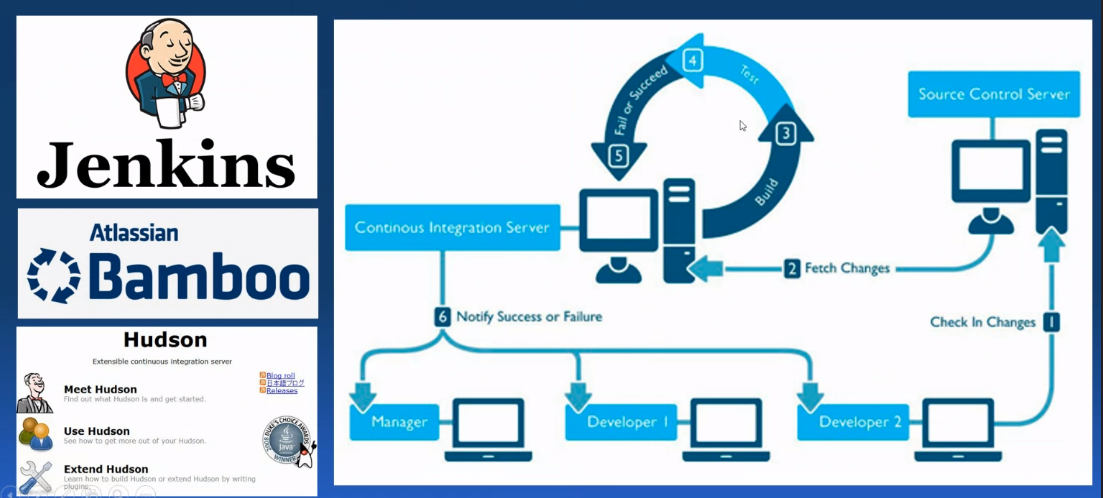 Jenkins
Atlassian
Bamboo
Hudson
Extensible continuous integration server
Blog roll
日本語ブログ
Releases
Meet Hudson
Find out what Hudson is and get started.
Use Hudson
See how to get more out of your Hudson.
Extend Hudson
Learn how to build Hudson or extend Hudson by writing
plugins.
Java
WINNER
4
Test
Fail or Succeed
3
5
Build
Source Control Server
Continous Integration Server
2 Fetch Changes
6 Notify Success or Failure
Check In Changes 1
Manager
Developer 1
Developer 2